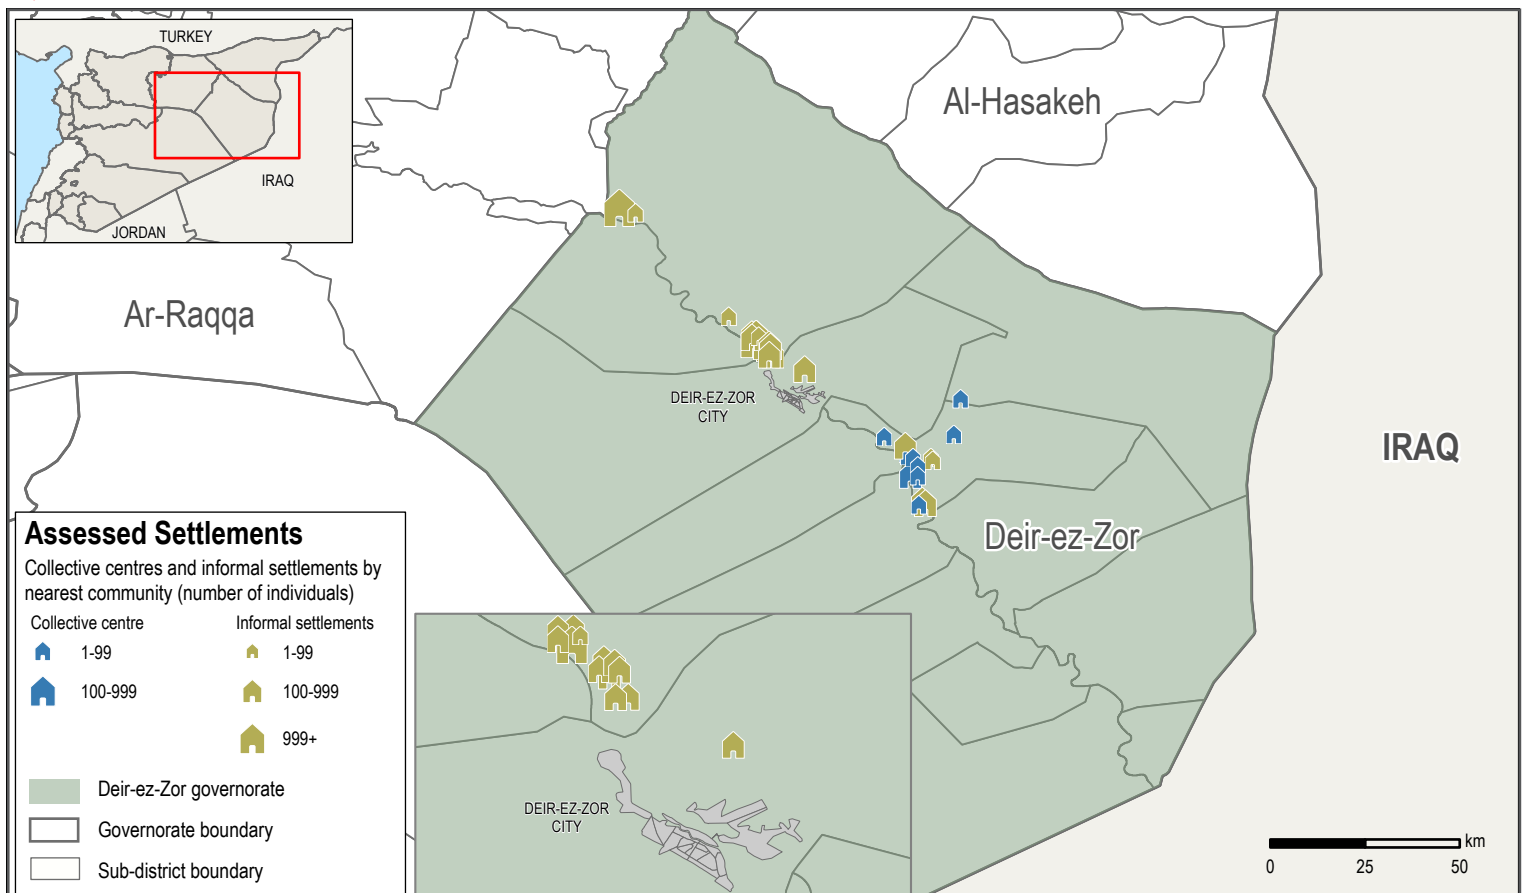 TURKEY
IRAQ
JORDAN
Al-Hasakeh
Ar-Raqqa
DEIR-EZ-ZOR
CITY
IRAQ
Deir-ez-Zor
Assessed Settlements
Collective centres and informal settlements by
nearest community (number of individuals)
Collective centre
Informal settlements
1-99
1-99
100-999
100-999
999+
Deir-ez-Zor governorate
Governorate boundary
Sub-district boundary
DEIR-EZ-ZOR
CITY
km
0 25 50